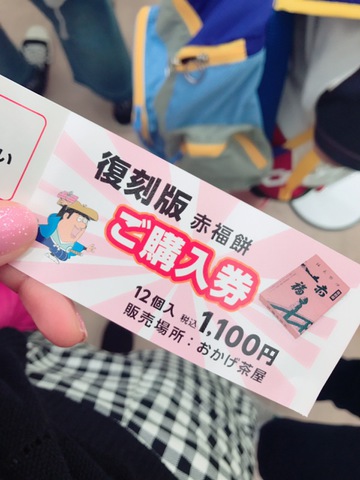 い
復刻版 赤福餅
ご購入券
12個入 税込 1,100円
販売場所：おかげ茶屋
赤福